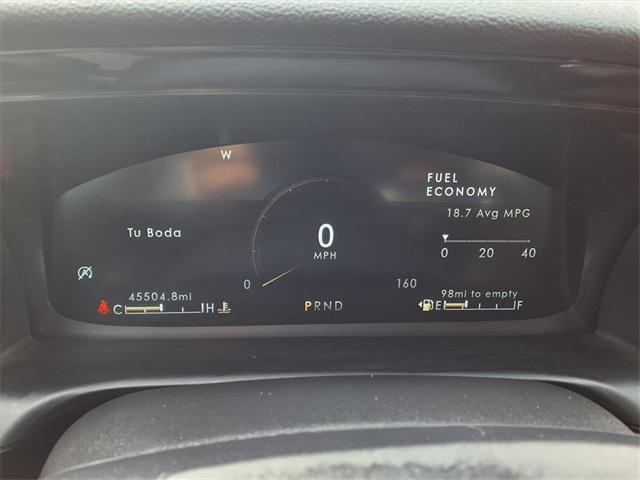 W
FUEL
ECONOMY
18.7 Avg MPG
0 20 40
Tu Boda
0
MPH
0 160
45504.8mi
C H
PRND
98mi to empty
E F